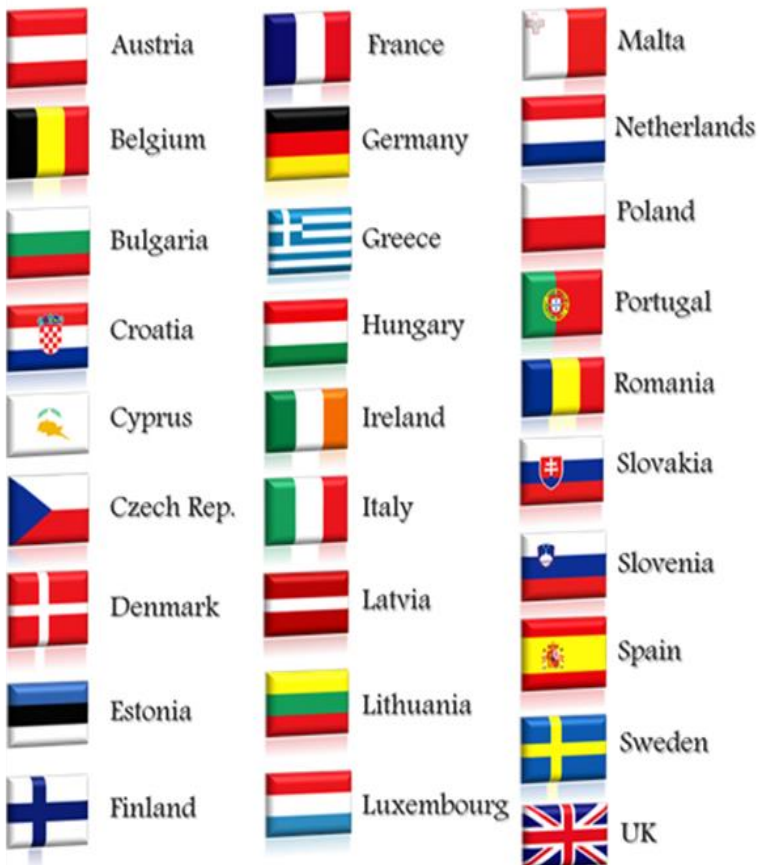 Austria
Belgium
Bulgaria
Croatia
Cyprus
Czech Rep.
Denmark
Estonia
Finland
France
Germany
Greece
Hungary
Ireland
Italy
Latvia
Lithuania
Luxembourg
Malta
Netherlands
Poland
Portugal
Romania
Slovakia
Slovenia
Spain
Sweden
UK